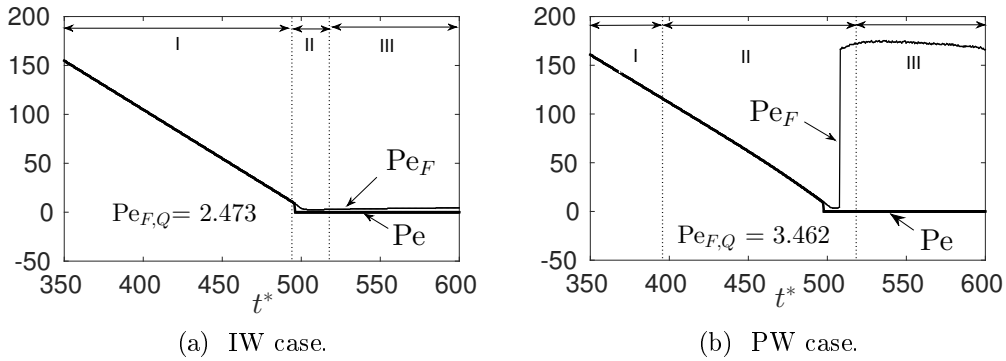 200
150
100
50
0
-50
350
400
450
500
550
600
t*
I
II
III
Pe_F
Pe_{F,Q} = 2.473
Pe
(a) IW case.
200
150
100
50
0
-50
350
400
450
500
550
600
t*
I
II
III
Pe_F
Pe_{F,Q} = 3.462
Pe
(b) PW case.